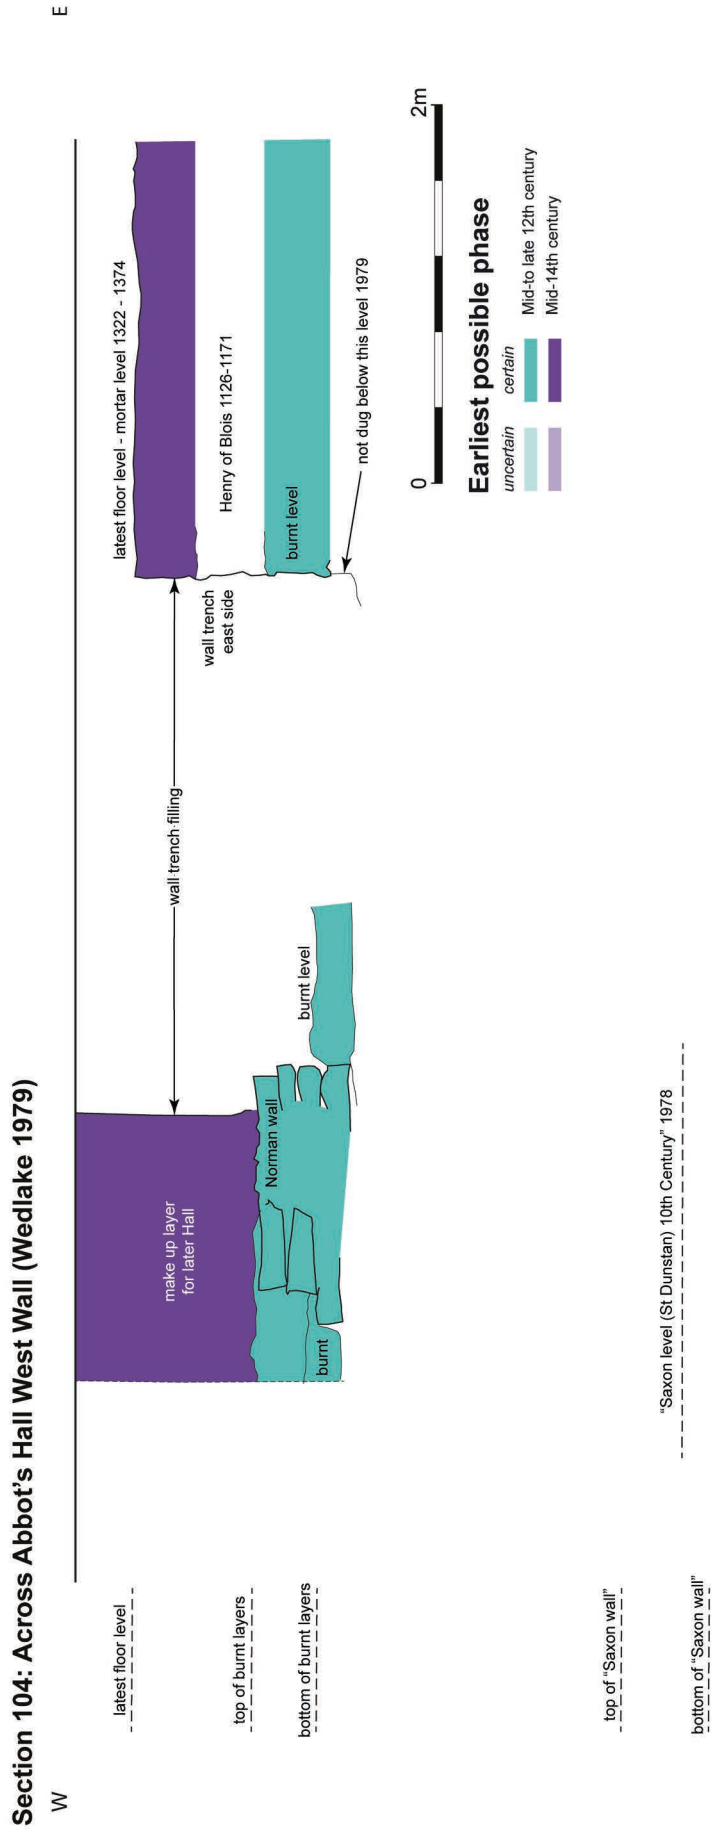 Section 104: Across Abbot's Hall West Wall (Wedlake 1979)
W
E
latest floor level
top of burnt layers
bottom of burnt layers
top of “Saxon wall”
bottom of “Saxon wall”
make up layer
for later Hall
Norman wall
burnt
burnt level
“Saxon level (St Dunstan) 10th Century” 1978
wall trench filling
wall trench
east side
latest floor level - mortar level 1322 - 1374
Henry of Blois 1126-1171
burnt level
not dug below this level 1979
0
2m
Earliest possible phase
uncertain
certain
Mid-to late 12th century
Mid-14th century